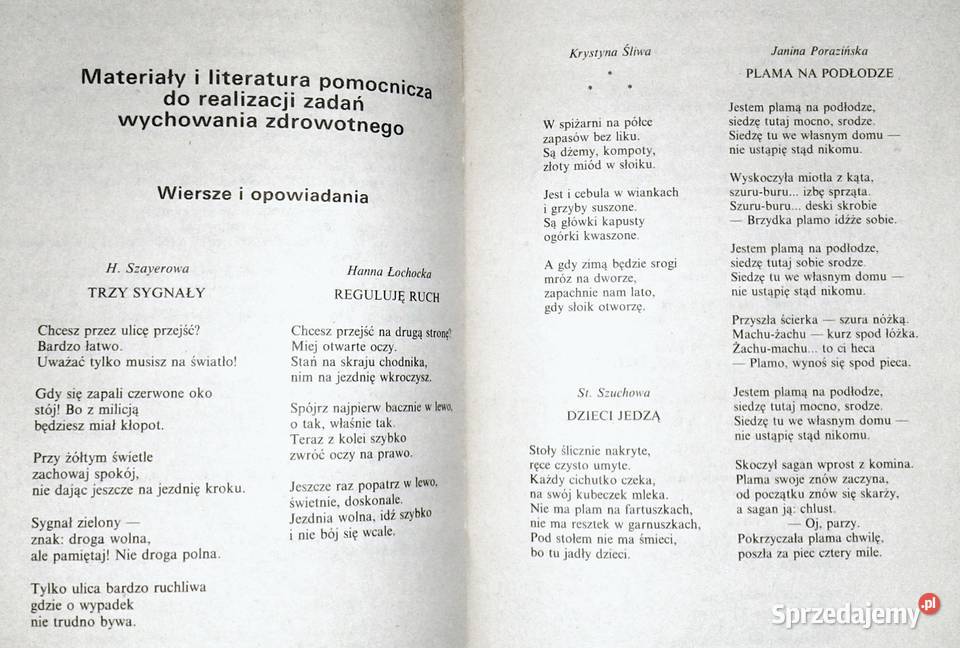 Materiały i literatura pomocnicza
do realizacji zadań
wychowania zdrowotnego
Wiersze i opowiadania
H. Szayerowa
TRZY SYGNAŁY
Chcesz przez ulicę przejść?
Bardzo łatwo.
Uważać tylko musisz na światło!
Gdy się zapali czerwone oko
stój! Bo z milicją
będziesz miał kłopot.
Przy żółtym świetle
zachowaj spokój,
nie dając jeszcze na jezdnię kroku.
Sygnał zielony —
znak: droga wolna,
ale pamiętaj! Nie droga polna.
Tylko ulica bardzo ruchliwa
gdzie o wypadek
nie trudno bywa.
Hanna Łochocka
REGULUJĘ RUCH
Chcesz przejść na drugą stronę?
Miej otwarte oczy.
Stań na skraju chodnika,
nim na jezdnię wkroczysz.
Spójrz najpierw bacznie w lewo,
o tak, właśnie tak.
Teraz z kolei szybko
zwróć oczy na prawo.
Jeszcze raz popatrz w lewo,
świetnie, doskonale.
Jezdnia wolna, idź szybko
i nie bój się wcale.
Krystyna Śliwa
*
* *
W spiżarni na półce
zapasów bez liku.
Są dżemy, kompoty,
złoty miód w słoiku.
Jest i cebula w wiankach
i grzyby suszone.
Są główki kapusty
ogórki kwaszone.
A gdy zimą będzie srogi
mróz na dworze,
zapachnie nam lato,
gdy słoik otworzę.
St. Szuchowa
DZIECI JEDZĄ
Stoły ślicznie nakryte,
ręce czysto umyte.
Każdy cichutko czeka,
na swój kubeczek mleka.
Nie ma plam na fartuszkach,
nie ma resztek w garnuszkach,
Pod stołem nie ma śmieci,
bo tu jadły dzieci.
Janina Porazińska
PLAMA NA PODŁODZE
Jestem plamą na podłodze,
siedzę tutaj mocno, srodze.
Siedzę tu we własnym domu —
nie ustąpię stąd nikomu.
Wyskoczyła miotła z kąta,
szuru-buru... izbę sprząta.
Szuru-buru... deski skrobie
— Brzydka plamo idźże sobie.
Jestem plamą na podłodze,
siedzę tutaj sobie srodze.
Siedzę tu we własnym domu —
nie ustąpię stąd nikomu.
Przyszła ścierka — szura nóżką.
Machu-żachu — kurz spod łóżka.
Żachu-machu... to ci heca
— Plamo, wynoś się spod pieca.
Jestem plamą na podłodze,
siedzę tutaj mocno, srodze.
Siedzę tu we własnym domu —
nie ustąpię stąd nikomu.
Skoczył sagan wprost z komina.
Plama swoje znów zaczyna,
od początku znów się skarży,
a sagan ją: chlust.
— Oj, parzy.
Pokrzyczała plama chwilę,
poszła za piec cztery mile.
Sprzedajemy.pl